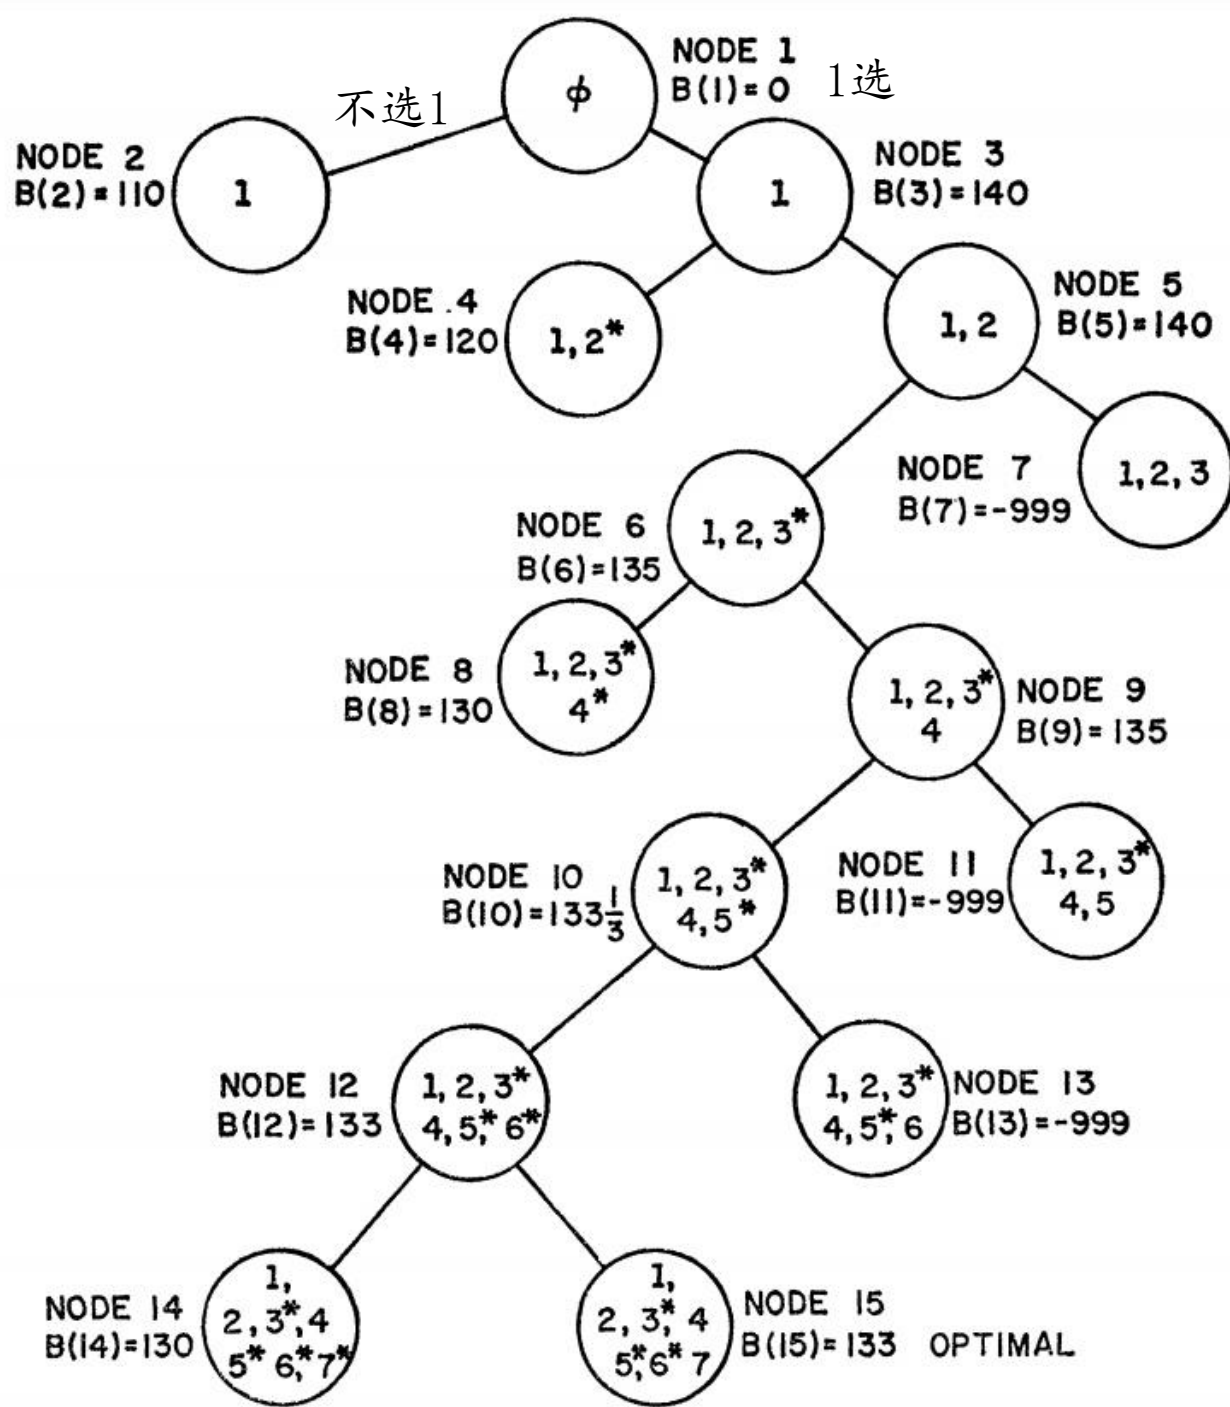 NODE 1
B(1)=0
1选
不选1
φ
NODE 2
B(2)=110
1
1
NODE 3
B(3)=140
NODE 4
B(4)=120
1, 2*
1, 2
NODE 5
B(5)=140
NODE 6
B(6)=135
1, 2, 3*
NODE 7
B(7)=-999
1, 2, 3
NODE 8
B(8)=130
1, 2, 3*
4*
1, 2, 3*
4
NODE 9
B(9)=135
NODE 10
B(10)=133 1/3
1, 2, 3*
4, 5*
NODE 11
B(11)=-999
1, 2, 3*
4, 5
NODE 12
B(12)=133
1, 2, 3*
4, 5,* 6*
1, 2, 3*
4, 5,* 6
NODE 13
B(13)=-999
NODE 14
B(14)=130
1,
2, 3*, 4
5* 6,* 7*
1,
2, 3,* 4
5,* 6* 7
NODE 15
B(15)=133 OPTIMAL